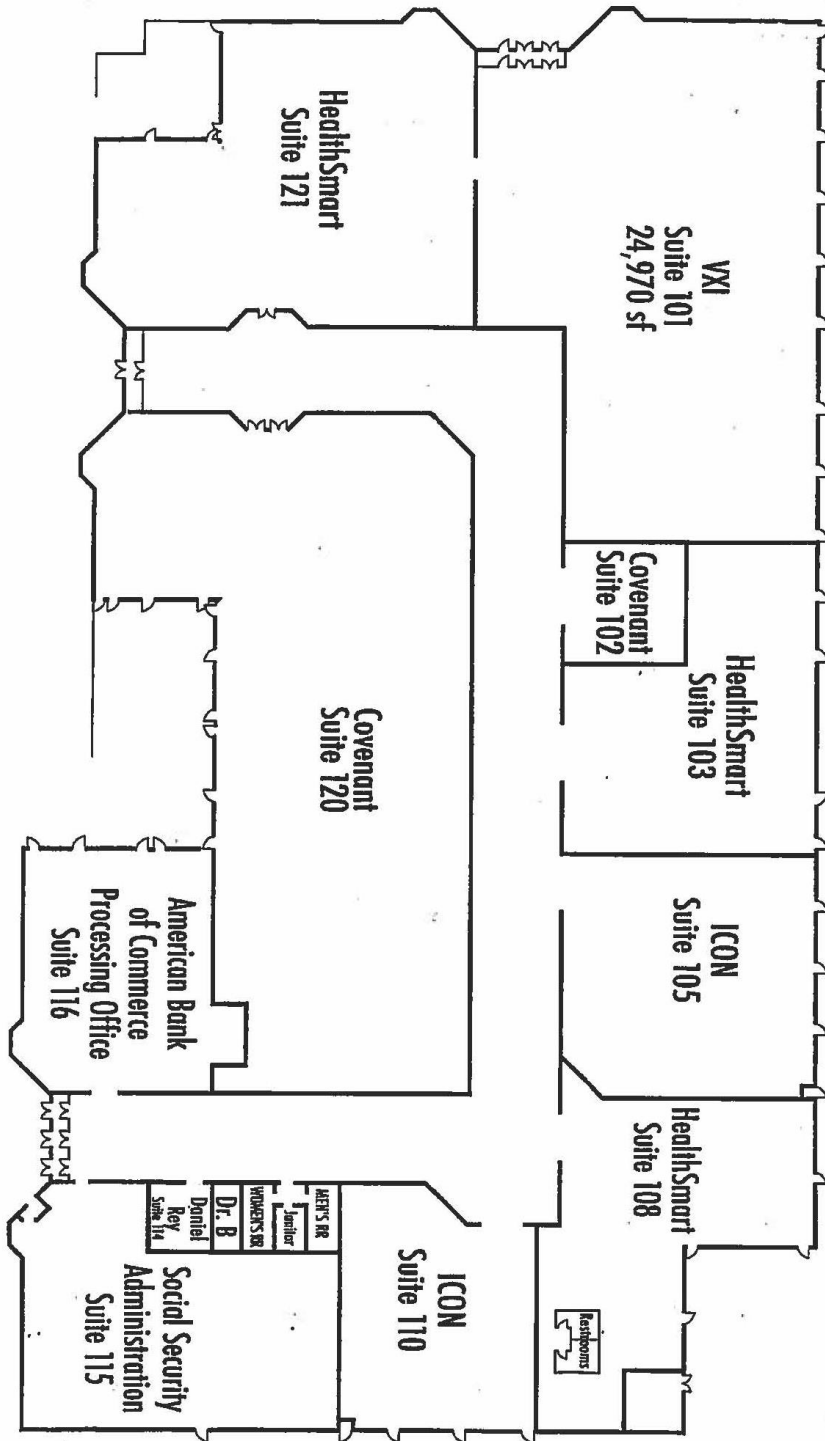 VXI
Suite 101
24,970 sf
HealthSmart
Suite 121
Covenant
Suite 102
HealthSmart
Suite 103
Covenant
Suite 120
ICON
Suite 105
American Bank
of Commerce
Processing Office
Suite 116
HealthSmart
Suite 108
Restrooms
MEN'S RR
Janitor
WOMEN'S RR
Dr. B
Daniel
Rey
Suite 114
ICON
Suite 110
Social Security
Administration
Suite 115